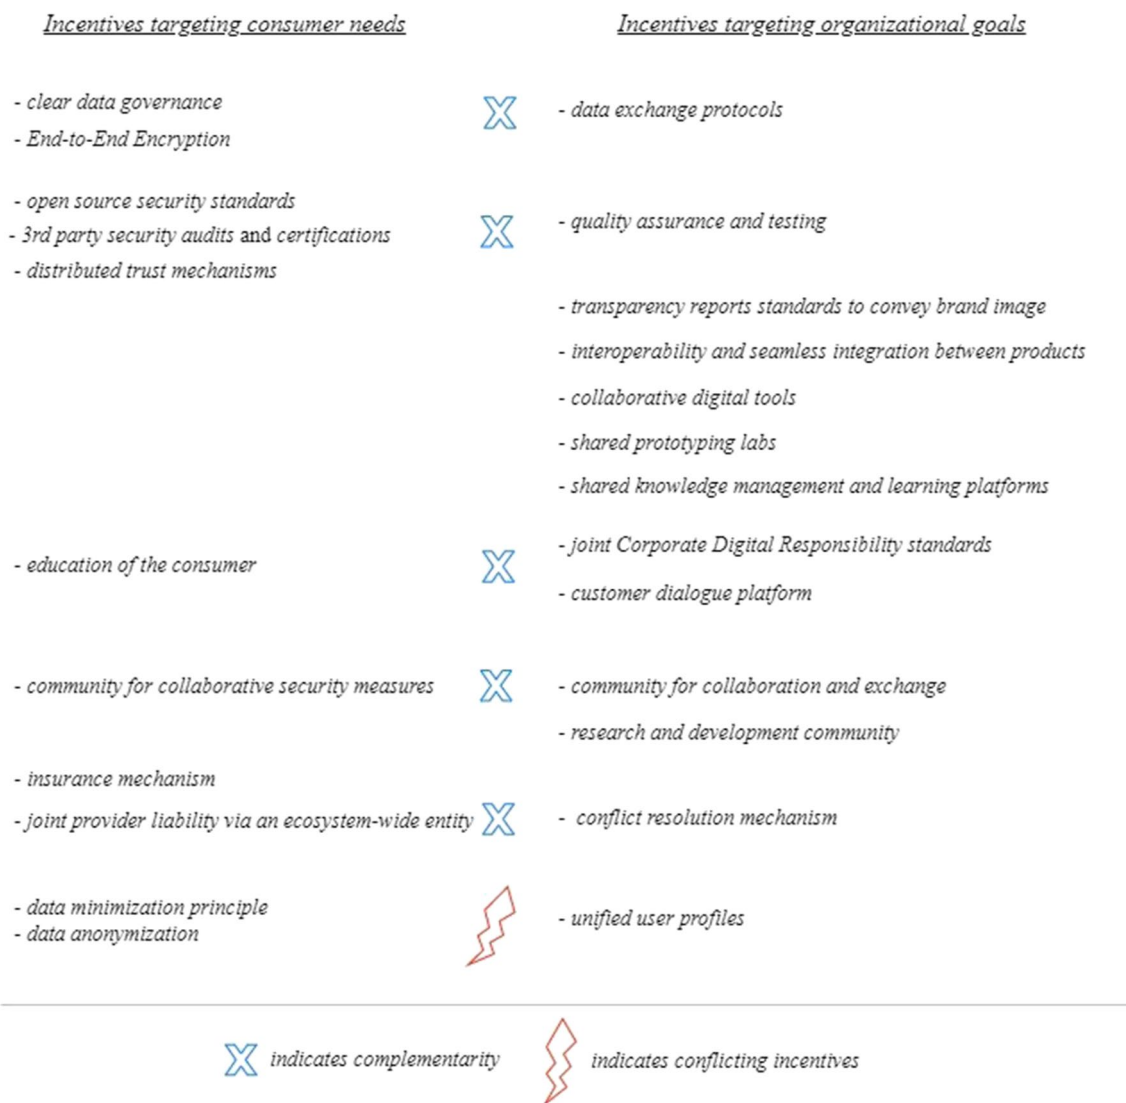 Incentives targeting consumer needs
Incentives targeting organizational goals
- clear data governance
- End-to-End Encryption
- data exchange protocols
- open source security standards
- 3rd party security audits and certifications
- distributed trust mechanisms
- quality assurance and testing
- transparency reports standards to convey brand image
- interoperability and seamless integration between products
- collaborative digital tools
- shared prototyping labs
- shared knowledge management and learning platforms
- education of the consumer
- joint Corporate Digital Responsibility standards
- customer dialogue platform
- community for collaborative security measures
- community for collaboration and exchange
- research and development community
- insurance mechanism
- joint provider liability via an ecosystem-wide entity
- conflict resolution mechanism
- data minimization principle
- data anonymization
- unified user profiles
indicates complementarity
indicates conflicting incentives